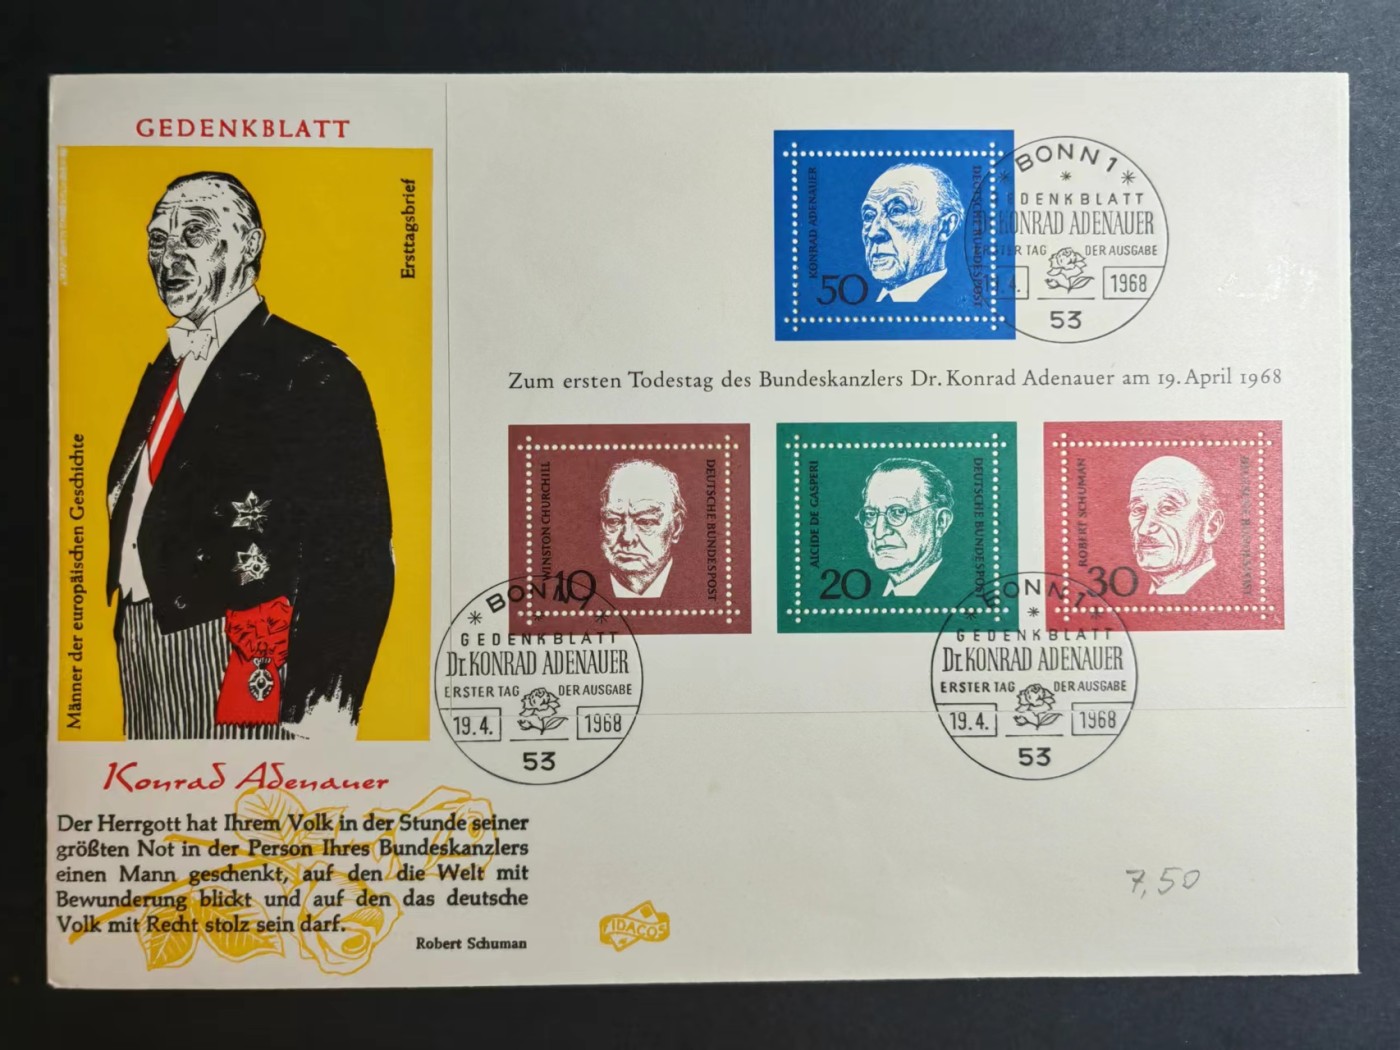 GEDENKBLATT
Ersttagsbrief
Männer der europäischen Geschichte
Konrad Adenauer
Der Herrgott hat Ihrem Volk in der Stunde seiner
größten Not in der Person Ihres Bundeskanzlers
einen Mann geschenkt, auf den die Welt mit
Bewunderung blickt und auf den das deutsche
Volk mit Recht stolz sein darf.
Robert Schuman
FIDACOS
KONRAD ADENAUER
50
DEUTSCHE BUNDESPOST
BONN 1
GEDENKBLATT
Dr. KONRAD ADENAUER
ERSTER TAG DER AUSGABE
19.4. 1968
53
Zum ersten Todestag des Bundeskanzlers Dr. Konrad Adenauer am 19. April 1968
WINSTON CHURCHILL
10
DEUTSCHE BUNDESPOST
ALCIDE DE GASPERI
20
DEUTSCHE BUNDESPOST
ROBERT SCHUMAN
30
DEUTSCHE BUNDESPOST
BONN 1
GEDENKBLATT
Dr. KONRAD ADENAUER
ERSTER TAG DER AUSGABE
19.4. 1968
53
BONN 1
GEDENKBLATT
Dr. KONRAD ADENAUER
ERSTER TAG DER AUSGABE
19.4. 1968
53
7,50